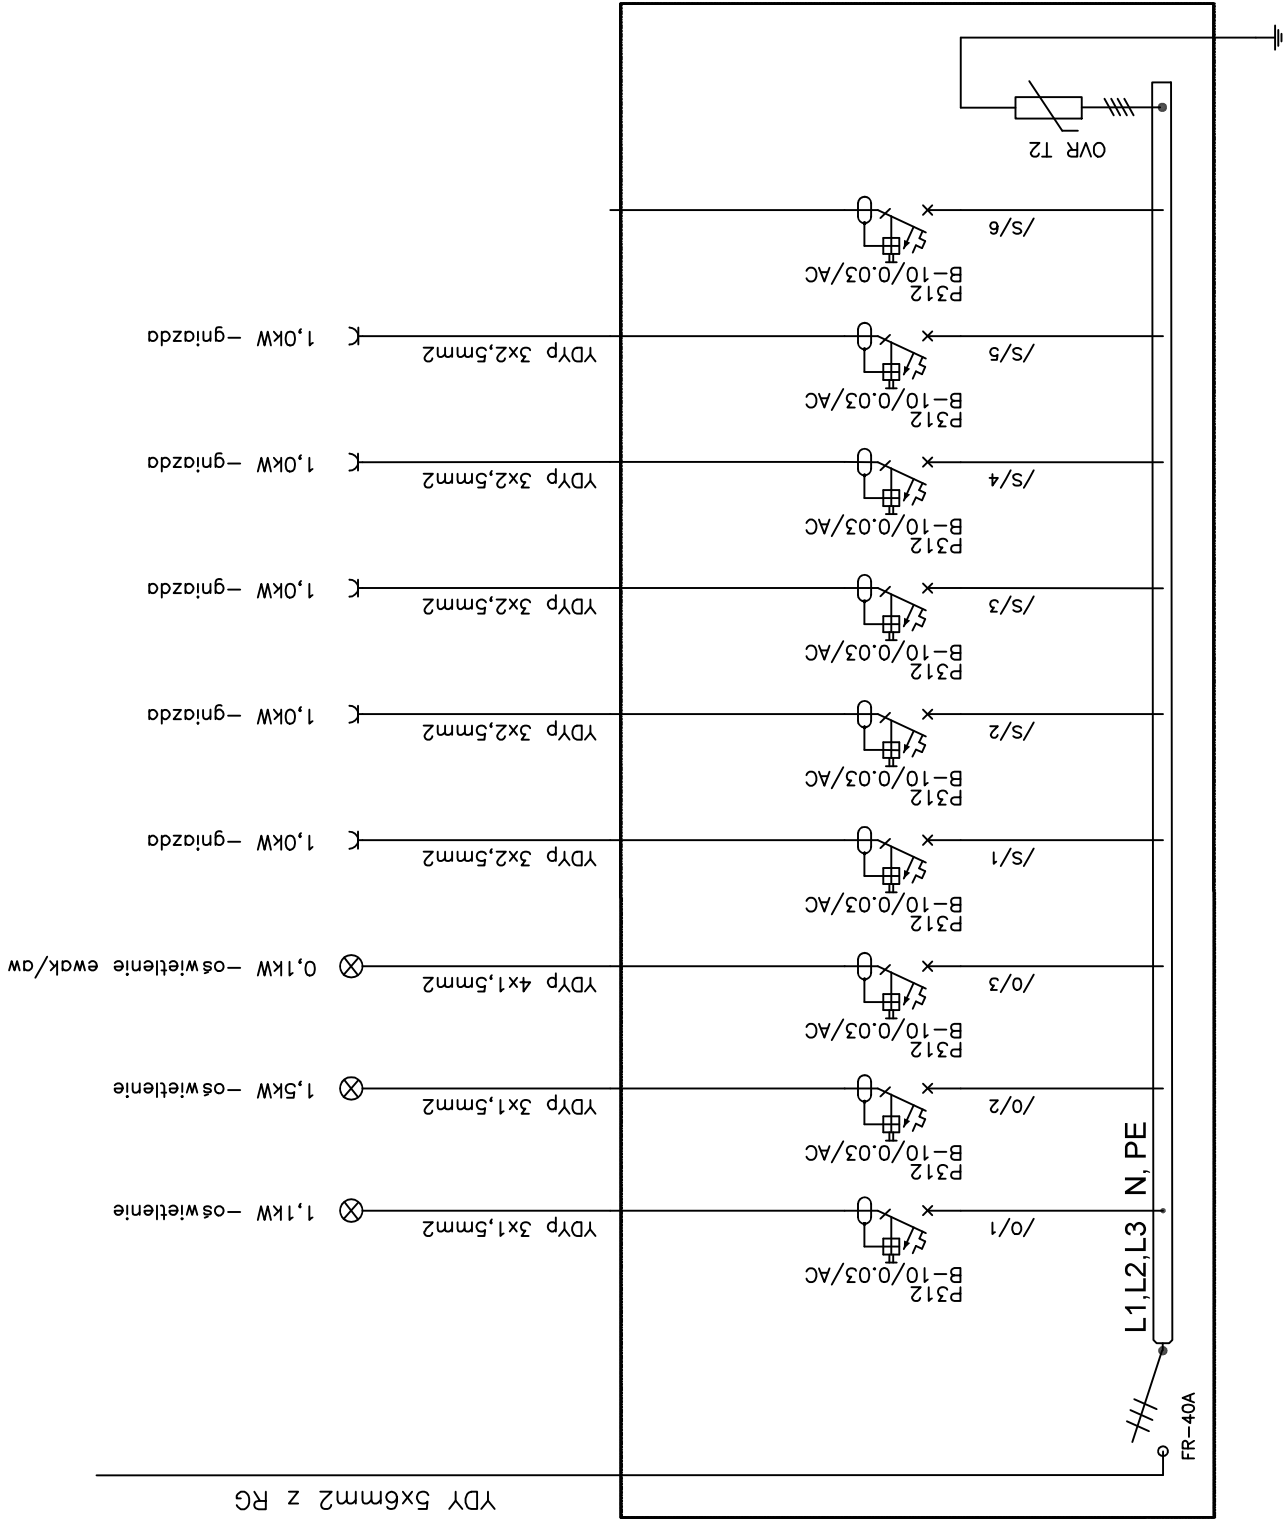 YDY 5x6mm2 z RG
FR-40A
L1,L2,L3 N, PE
P312
B-10/0.03/AC
/O/1
YDYp 3x1,5mm2
1,1kW -oświetlenie
P312
B-10/0.03/AC
/O/2
YDYp 3x1,5mm2
1,5kW -oświetlenie
P312
B-10/0.03/AC
/O/3
YDYp 4x1,5mm2
0,1kW -oświetlenie ewak/aw
P312
B-10/0.03/AC
/S/1
YDYp 3x2,5mm2
1,0kW -gniazda
P312
B-10/0.03/AC
/S/2
YDYp 3x2,5mm2
1,0kW -gniazda
P312
B-10/0.03/AC
/S/3
YDYp 3x2,5mm2
1,0kW -gniazda
P312
B-10/0.03/AC
/S/4
YDYp 3x2,5mm2
1,0kW -gniazda
P312
B-10/0.03/AC
/S/5
YDYp 3x2,5mm2
1,0kW -gniazda
P312
B-10/0.03/AC
/S/6
OVR T2